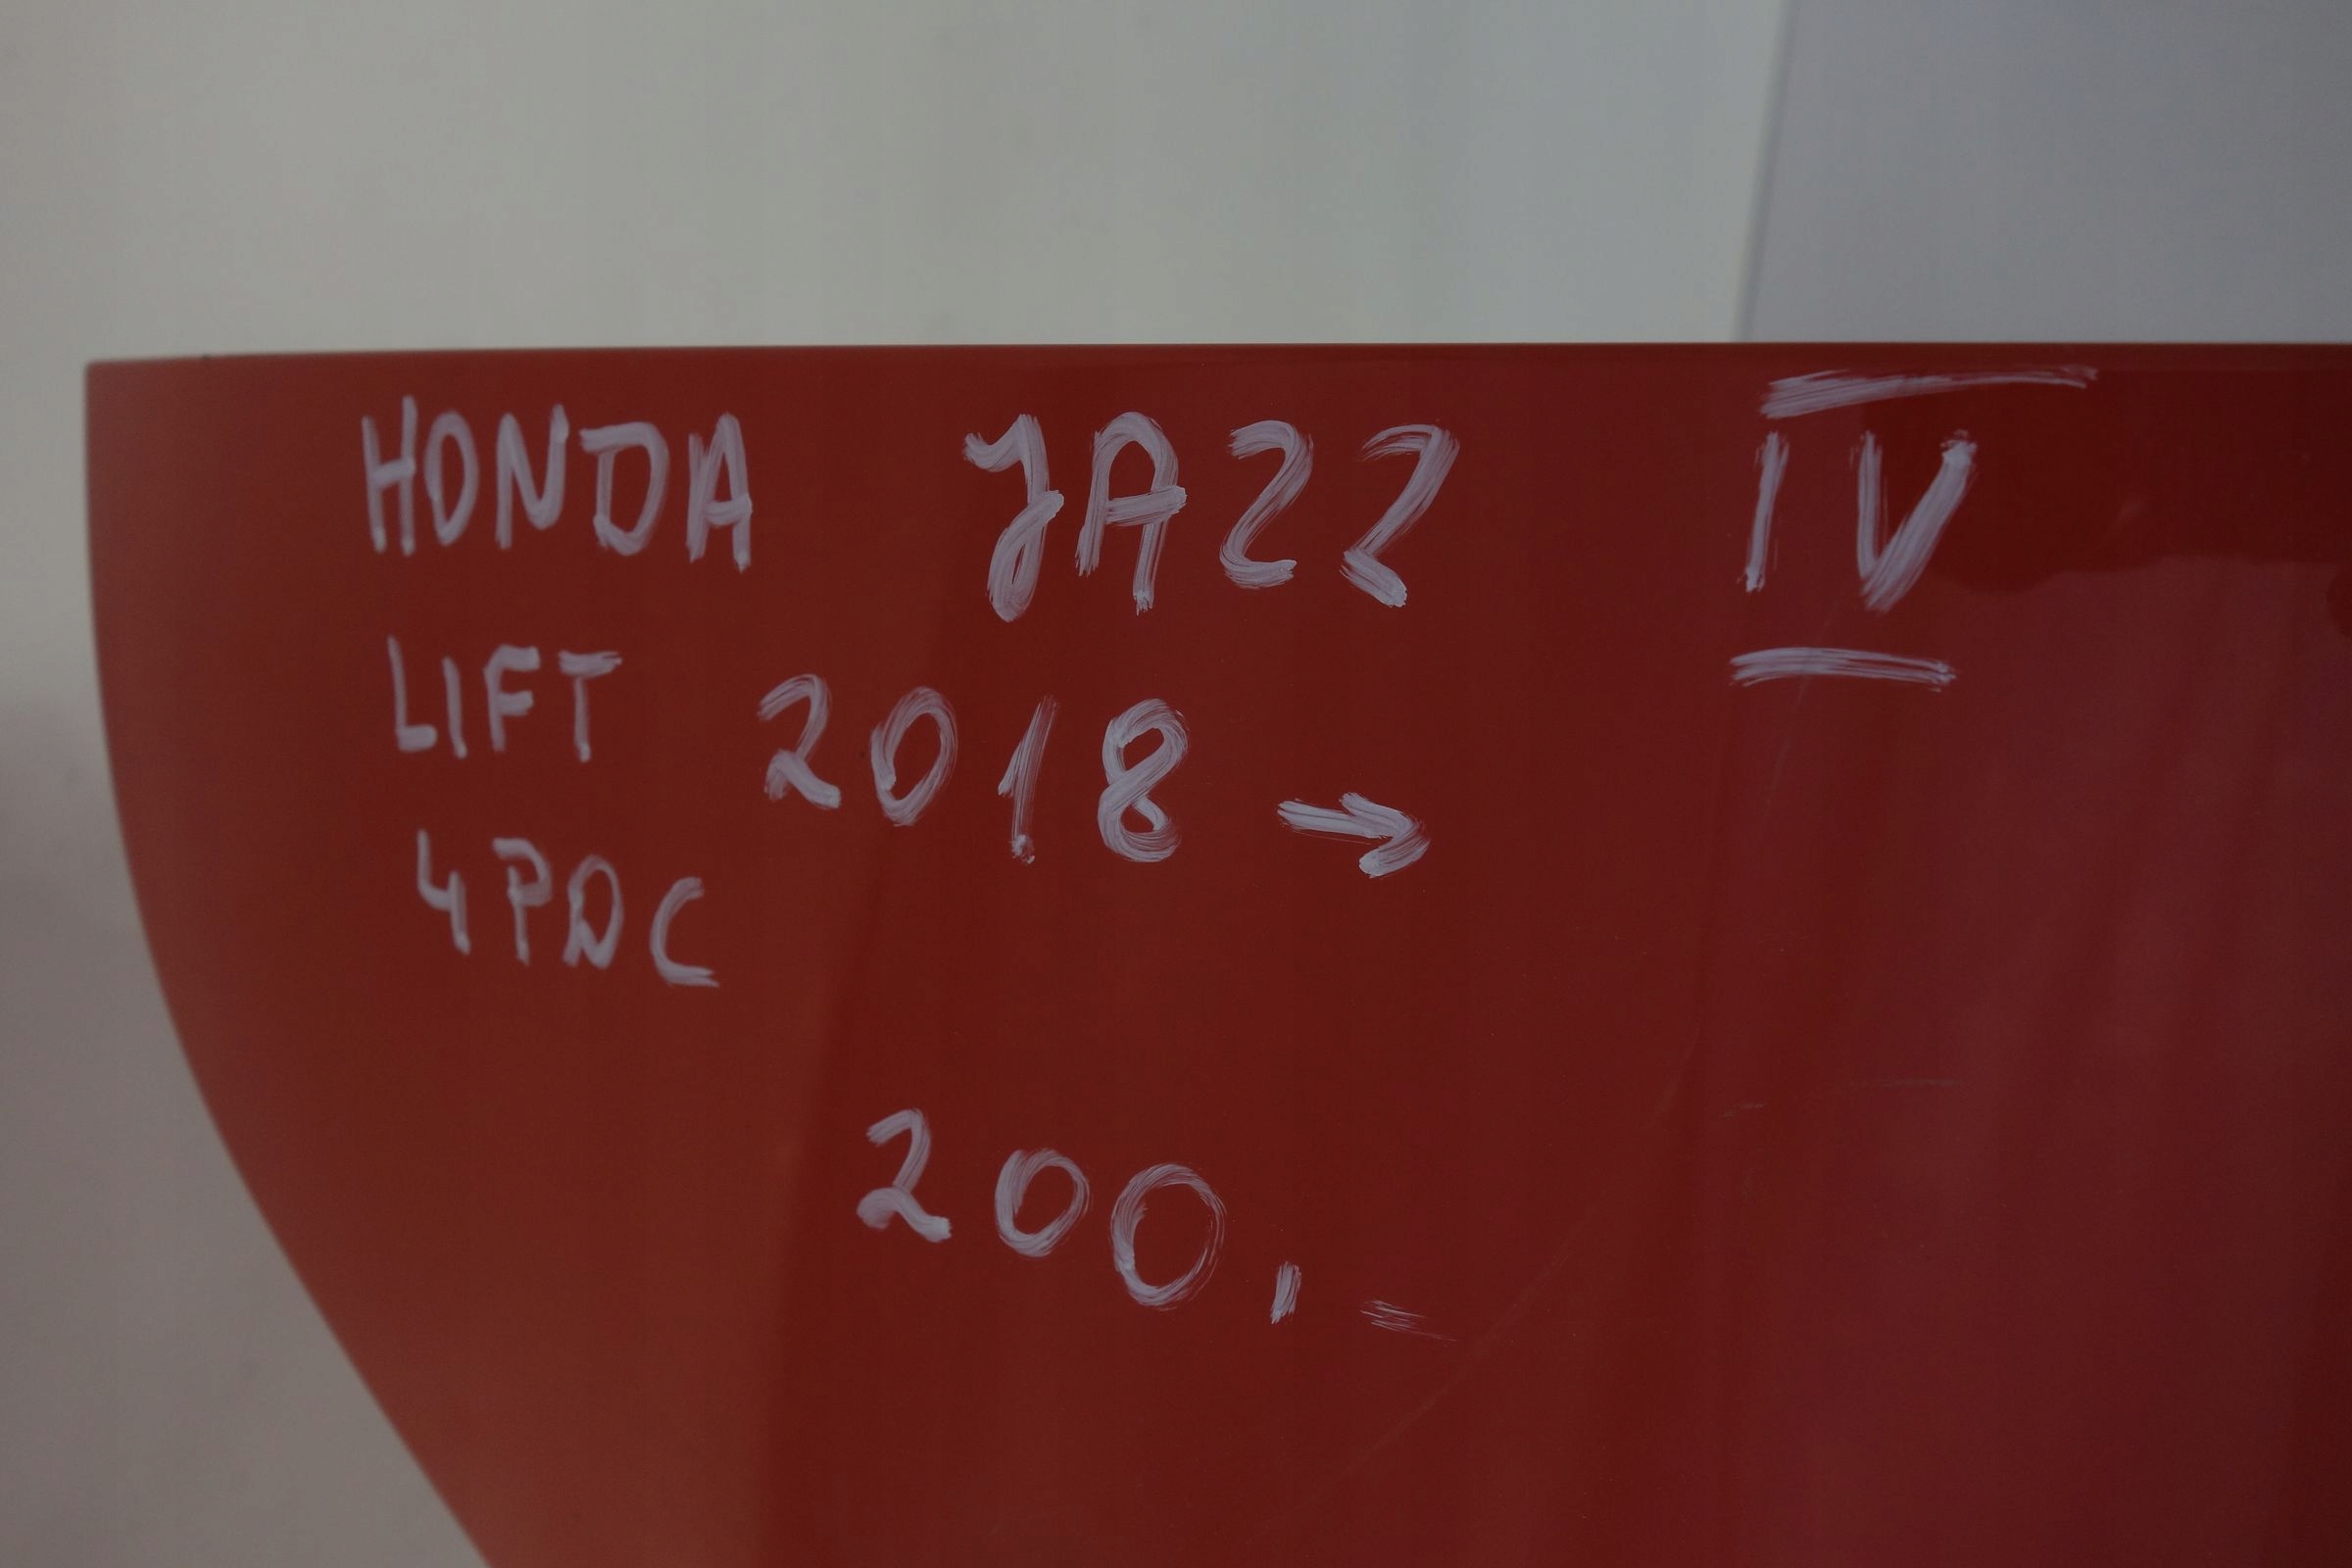 HONDA JAZZ IV
LIFT 2018 →
4PDC
200,-